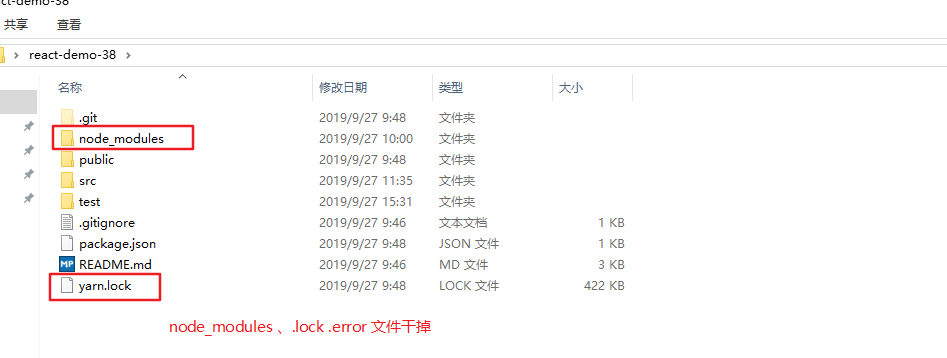 ct-demo-38
共享 查看
react-demo-38
名称 修改日期 类型 大小
.git 2019/9/27 9:48 文件夹
node_modules 2019/9/27 10:00 文件夹
public 2019/9/27 9:48 文件夹
src 2019/9/27 11:35 文件夹
test 2019/9/27 15:31 文件夹
.gitignore 2019/9/27 9:46 文本文档 1 KB
package.json 2019/9/27 9:48 JSON 文件 1 KB
MP README.md 2019/9/27 9:46 MD 文件 3 KB
yarn.lock 2019/9/27 9:48 LOCK 文件 422 KB
node_modules 、.lock .error 文件干掉